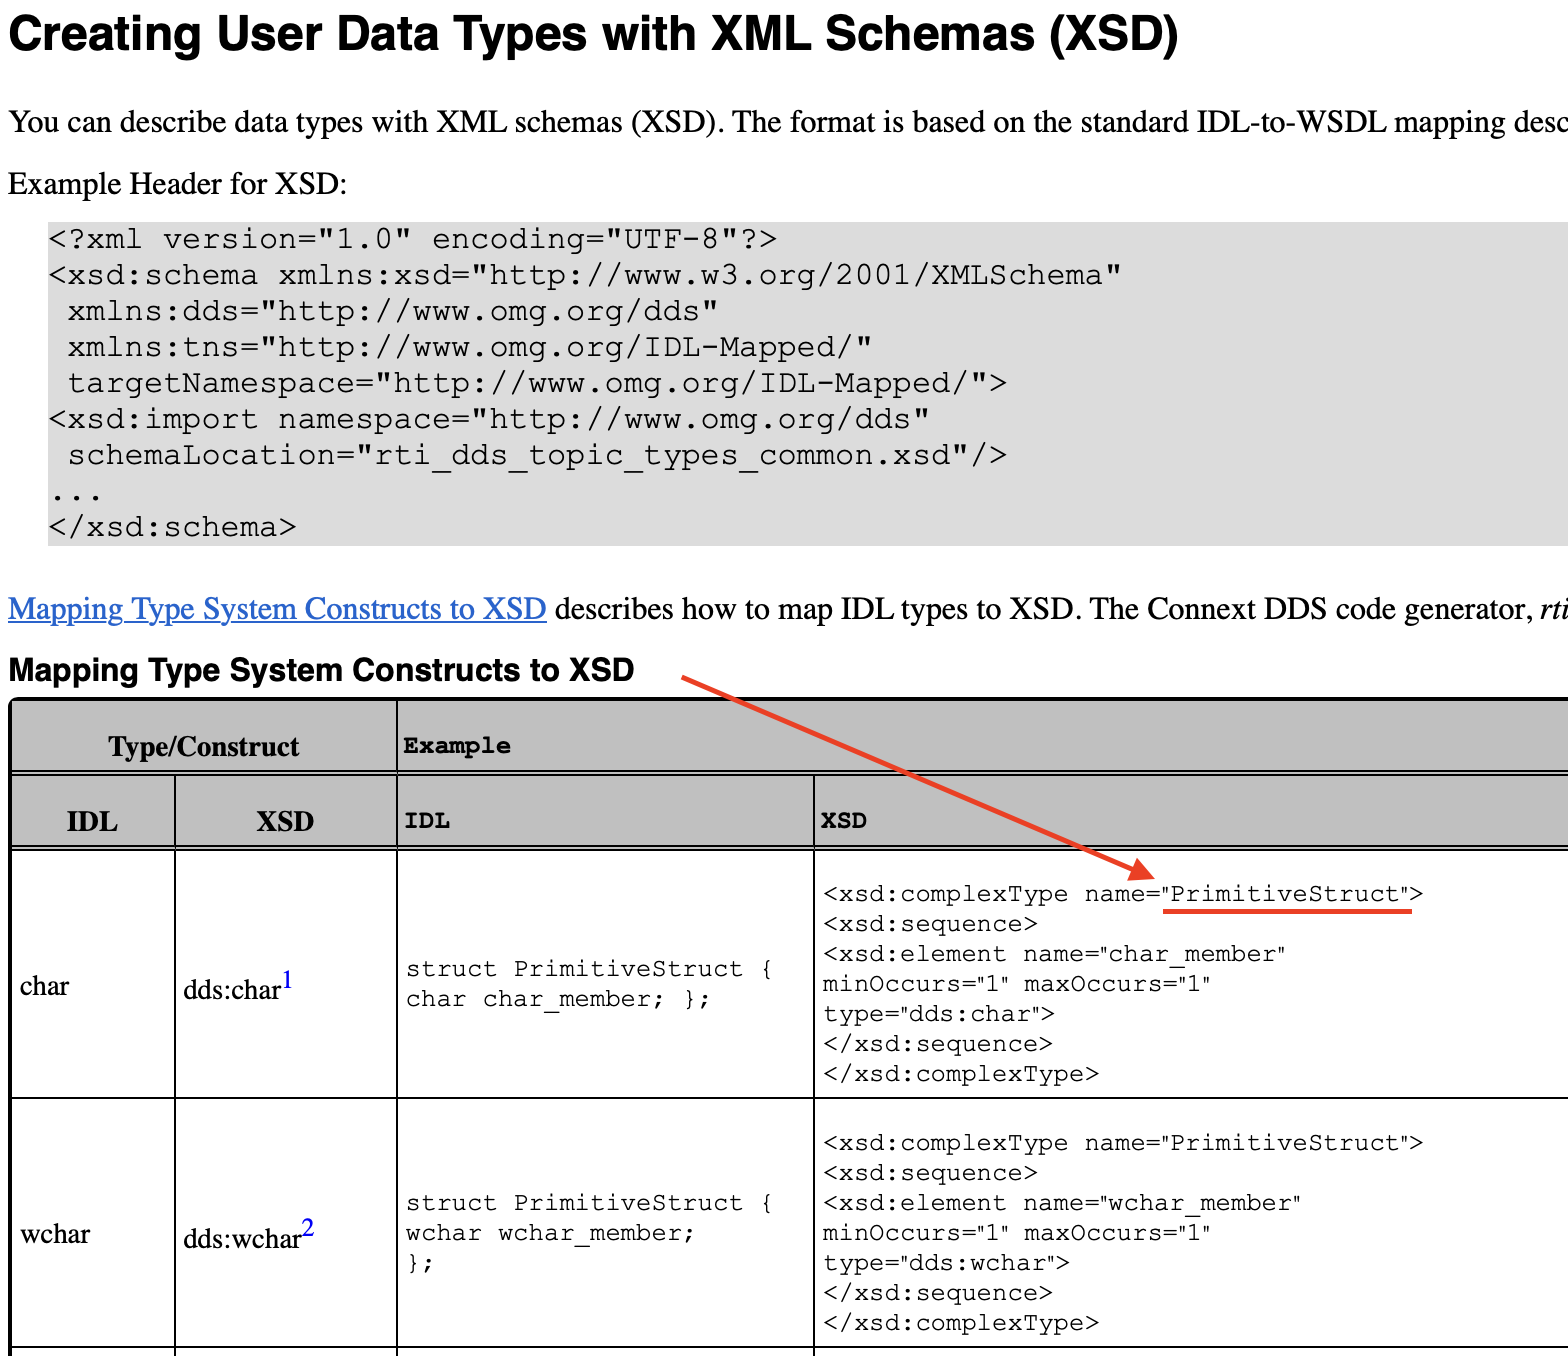 Creating User Data Types with XML Schemas (XSD)
You can describe data types with XML schemas (XSD). The format is based on the standard IDL-to-WSDL mapping desc
Example Header for XSD:
<?xml version="1.0" encoding="UTF-8"?>
<xsd:schema xmlns:xsd="http://www.w3.org/2001/XMLSchema"
xmlns:dds="http://www.omg.org/dds"
xmlns:tns="http://www.omg.org/IDL-Mapped/"
targetNamespace="http://www.omg.org/IDL-Mapped/">
<xsd:import namespace="http://www.omg.org/dds"
schemaLocation="rti_dds_topic_types_common.xsd"/>
...
</xsd:schema>
Mapping Type System Constructs to XSD describes how to map IDL types to XSD. The Connext DDS code generator, rti
Mapping Type System Constructs to XSD
Type/Construct
Example
IDL
XSD
IDL
XSD
char
dds:char1
struct PrimitiveStruct {
char char_member; };
<xsd:complexType name="PrimitiveStruct">
<xsd:sequence>
<xsd:element name="char_member"
minOccurs="1" maxOccurs="1"
type="dds:char">
</xsd:sequence>
</xsd:complexType>
wchar
dds:wchar2
struct PrimitiveStruct {
wchar wchar_member;
};
<xsd:complexType name="PrimitiveStruct">
<xsd:sequence>
<xsd:element name="wchar_member"
minOccurs="1" maxOccurs="1"
type="dds:wchar">
</xsd:sequence>
</xsd:complexType>